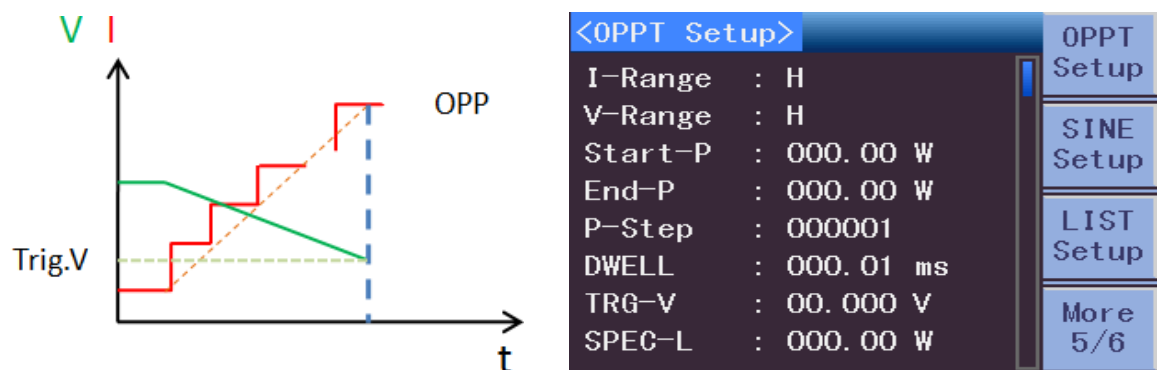 V I
OPP
Trig.V
t
<OPPT Setup>
I-Range : H
V-Range : H
Start-P : 000.00 W
End-P : 000.00 W
P-Step : 000001
DWELL : 000.01 ms
TRG-V : 00.000 V
SPEC-L : 000.00 W
OPPT
Setup
SINE
Setup
LIST
Setup
More
5/6